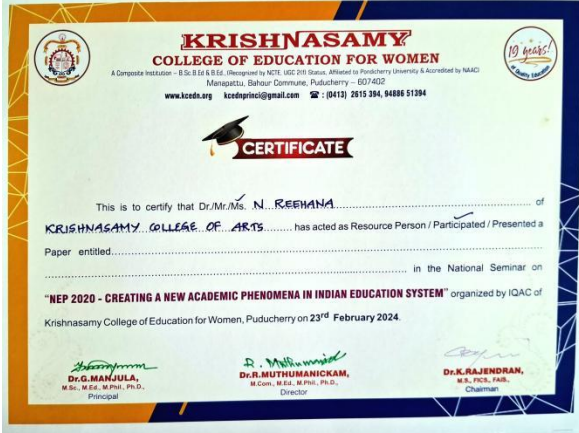 KRISHNASAMY
COLLEGE OF EDUCATION FOR WOMEN
A Composite Institution – B.Sc.B.Ed & B.Ed., (Recognized by NCTE, UGC 2(f) Status, Affiliated to Pondicherry University & Accredited by NAAC)
Manapattu, Bahour Commune, Puducherry – 607402
www.kcedn.org kcednprinci@gmail.com ☎ : (0413) 2615 394, 94886 51394
19 years!
of Quality Education
CERTIFICATE
This is to certify that Dr./Mr./Ms. N REEHANA of
KRISHNASAMY COLLEGE OF ARTS has acted as Resource Person / Participated / Presented a
Paper entitled
in the National Seminar on
"NEP 2020 - CREATING A NEW ACADEMIC PHENOMENA IN INDIAN EDUCATION SYSTEM" organized by IQAC of
Krishnasamy College of Education for Women, Puducherry on 23rd February 2024.
Dr.G.MANJULA,
M.Sc., M.Ed., M.Phil., Ph.D.,
Principal
Dr.R.MUTHUMANICKAM,
M.Com., M.Ed., M.Phil., Ph.D.,
Director
Dr.K.RAJENDRAN,
M.S., FICS., FAIS.,
Chairman